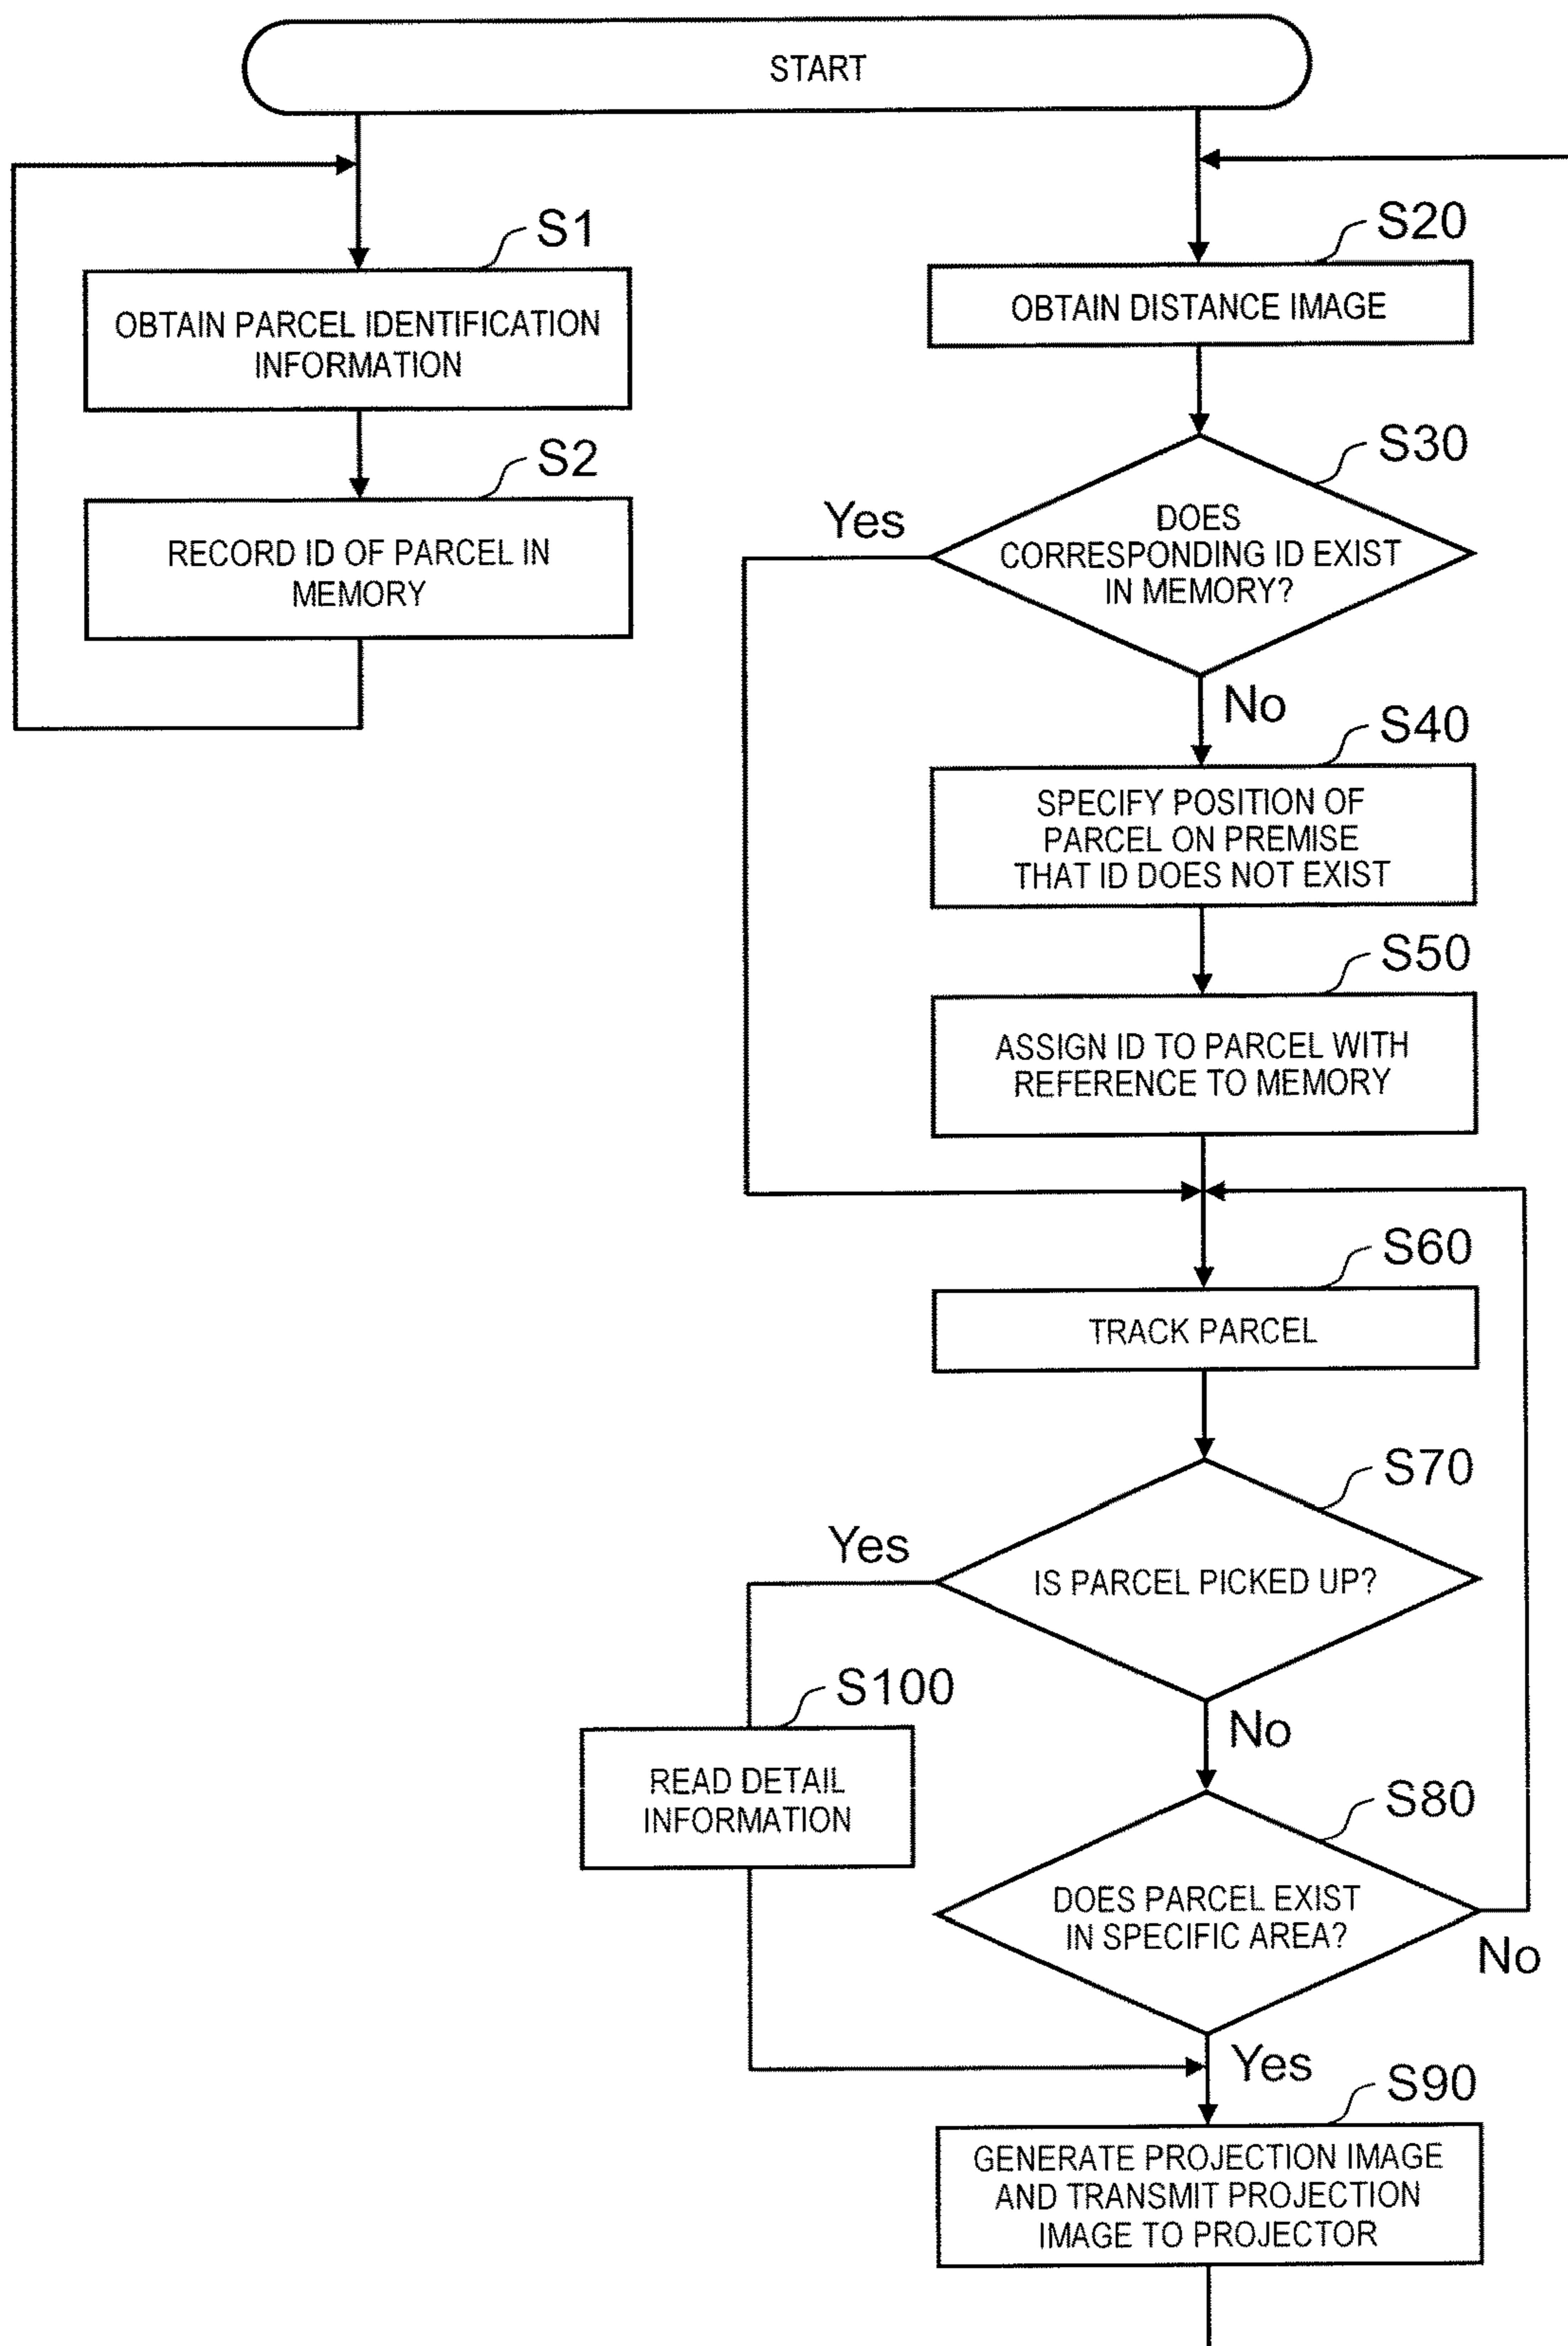 START
S1
OBTAIN PARCEL IDENTIFICATION
INFORMATION
S2
RECORD ID OF PARCEL IN
MEMORY
S20
OBTAIN DISTANCE IMAGE
S30
Yes
DOES
CORRESPONDING ID EXIST
IN MEMORY?
No
S40
SPECIFY POSITION OF
PARCEL ON PREMISE
THAT ID DOES NOT EXIST
S50
ASSIGN ID TO PARCEL WITH
REFERENCE TO MEMORY
S60
TRACK PARCEL
S70
Yes
IS PARCEL PICKED UP?
No
S100
READ DETAIL
INFORMATION
S80
DOES PARCEL EXIST
IN SPECIFIC AREA?
No
Yes
S90
GENERATE PROJECTION IMAGE
AND TRANSMIT PROJECTION
IMAGE TO PROJECTOR